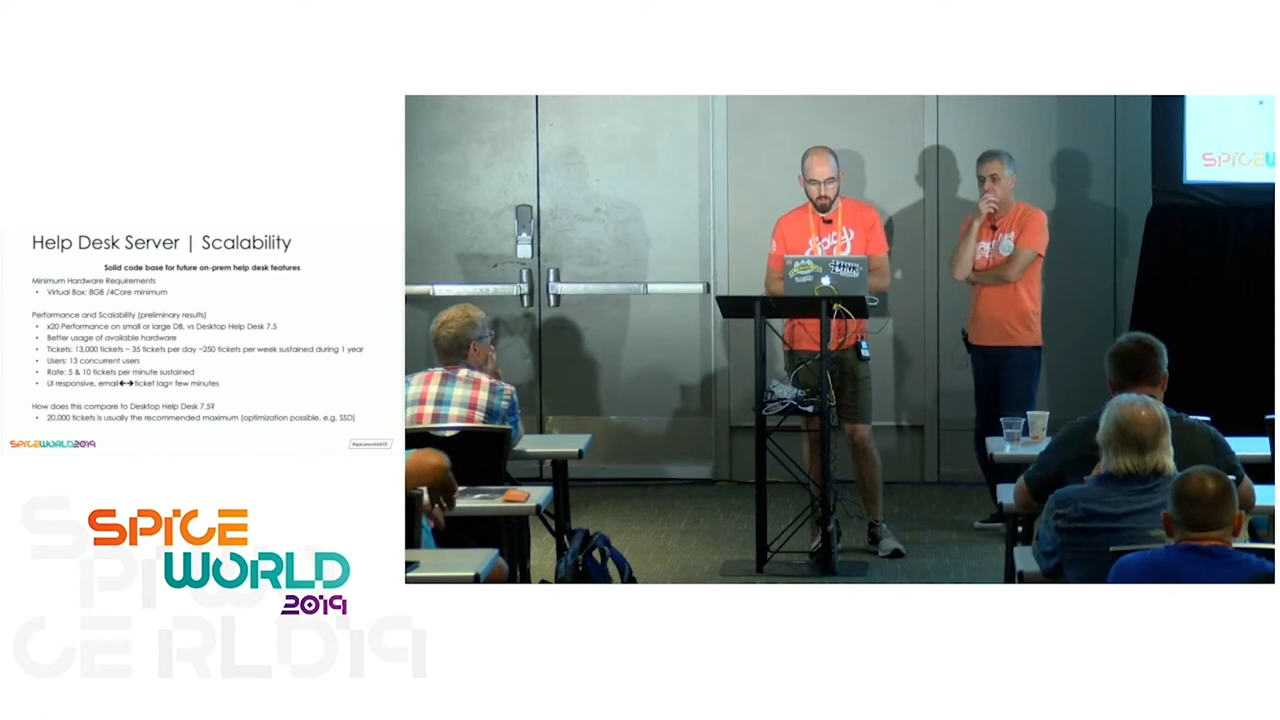 Help Desk Server | Scalability
Solid code base for future on-prem help desk features
Minimum Hardware Requirements
• Virtual Box: 8GB /4Core minimum
Performance and Scalability (preliminary results)
• x20 Performance on small or large DB, vs Desktop Help Desk 7.5
• Better usage of available hardware
• Tickets: 13,000 tickets ~ 35 tickets per day ~250 tickets per week sustained during 1 year
• Users: 13 concurrent users
• Rate: 5 & 10 tickets per minute sustained
• UI responsive, email←→ticket lag= few minutes
How does this compare to Desktop Help Desk 7.5?
• 20,000 tickets is usually the recommended maximum (optimization possible, e.g. SSD)
SPICEWORLD2019
#spiceworldATX
SPICE
WORLD
2019
SPICEW
Spicy